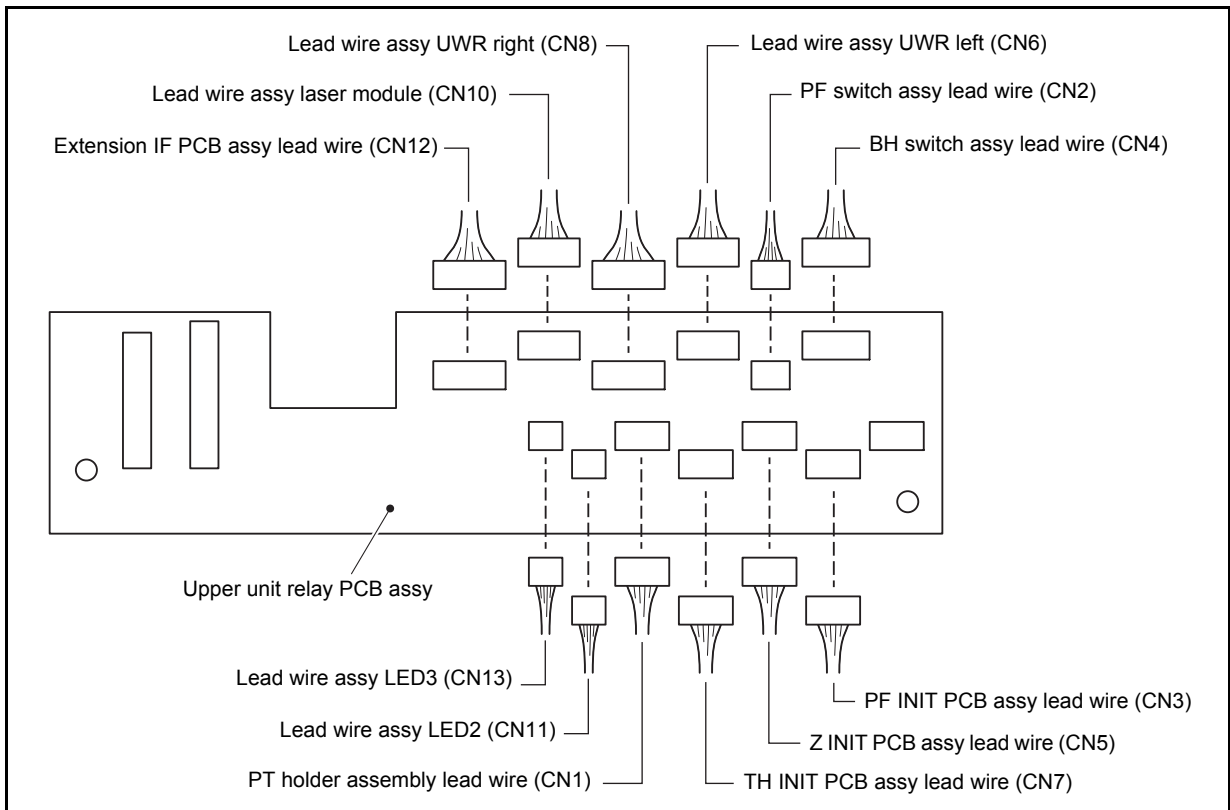 Lead wire assy UWR right (CN8)
Lead wire assy UWR left (CN6)
Lead wire assy laser module (CN10)
PF switch assy lead wire (CN2)
Extension IF PCB assy lead wire (CN12)
BH switch assy lead wire (CN4)
Upper unit relay PCB assy
Lead wire assy LED3 (CN13)
PF INIT PCB assy lead wire (CN3)
Lead wire assy LED2 (CN11)
Z INIT PCB assy lead wire (CN5)
PT holder assembly lead wire (CN1)
TH INIT PCB assy lead wire (CN7)